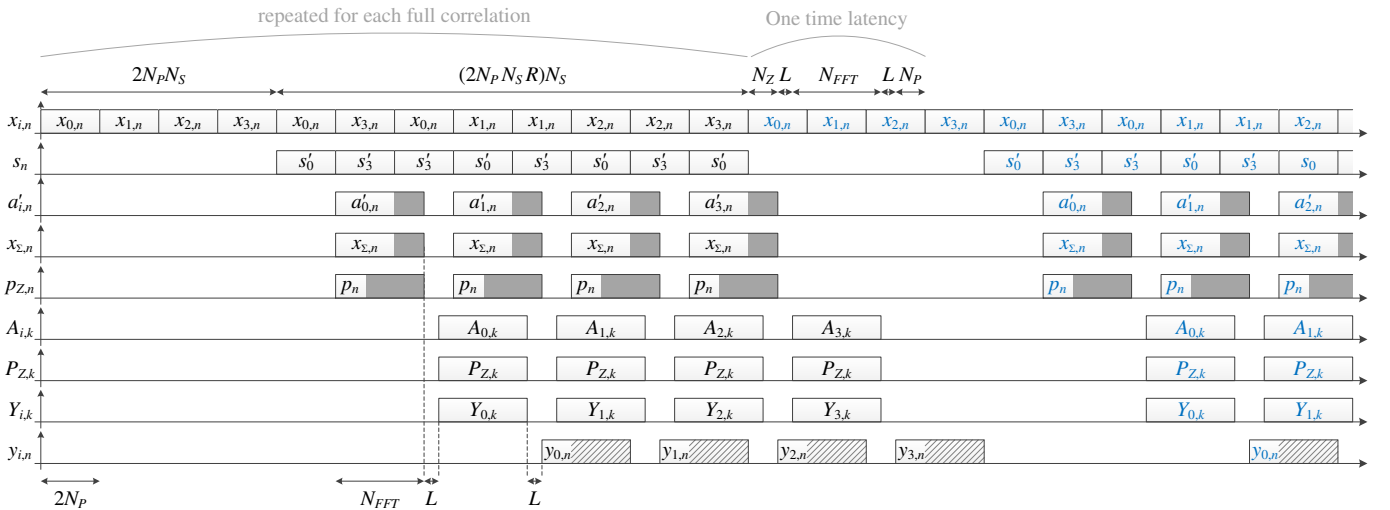 repeated for each full correlation One time latency
2N_PN_S (2N_P N_S R)N_S N_Z L N_FFT L N_P
x_{i,n} x_{0,n} x_{1,n} x_{2,n} x_{3,n} x_{0,n} x_{3,n} x_{0,n} x_{1,n} x_{1,n} x_{2,n} x_{2,n} x_{3,n} x_{0,n} x_{1,n} x_{2,n} x_{3,n} x_{0,n} x_{3,n} x_{0,n} x_{1,n} x_{1,n} x_{2,n}
s_n s′_0 s′_3 s′_3 s′_0 s′_3 s′_0 s′_3 s′_0 s′_0 s′_3 s′_3 s′_0 s′_3 s_0
a′_{i,n} a′_{0,n} a′_{1,n} a′_{2,n} a′_{3,n} a′_{0,n} a′_{1,n} a′_{2,n}
x_{Σ,n} x_{Σ,n} x_{Σ,n} x_{Σ,n} x_{Σ,n} x_{Σ,n} x_{Σ,n} x_{Σ,n}
p_{Z,n} p_n p_n p_n p_n p_n p_n p_n
A_{i,k} A_{0,k} A_{1,k} A_{2,k} A_{3,k} A_{0,k} A_{1,k}
P_{Z,k} P_{Z,k} P_{Z,k} P_{Z,k} P_{Z,k} P_{Z,k} P_{Z,k}
Y_{i,k} Y_{0,k} Y_{1,k} Y_{2,k} Y_{3,k} Y_{0,k} Y_{1,k}
y_{i,n} y_{0,n} y_{1,n} y_{2,n} y_{3,n} y_{0,n}
2N_P N_FFT L L